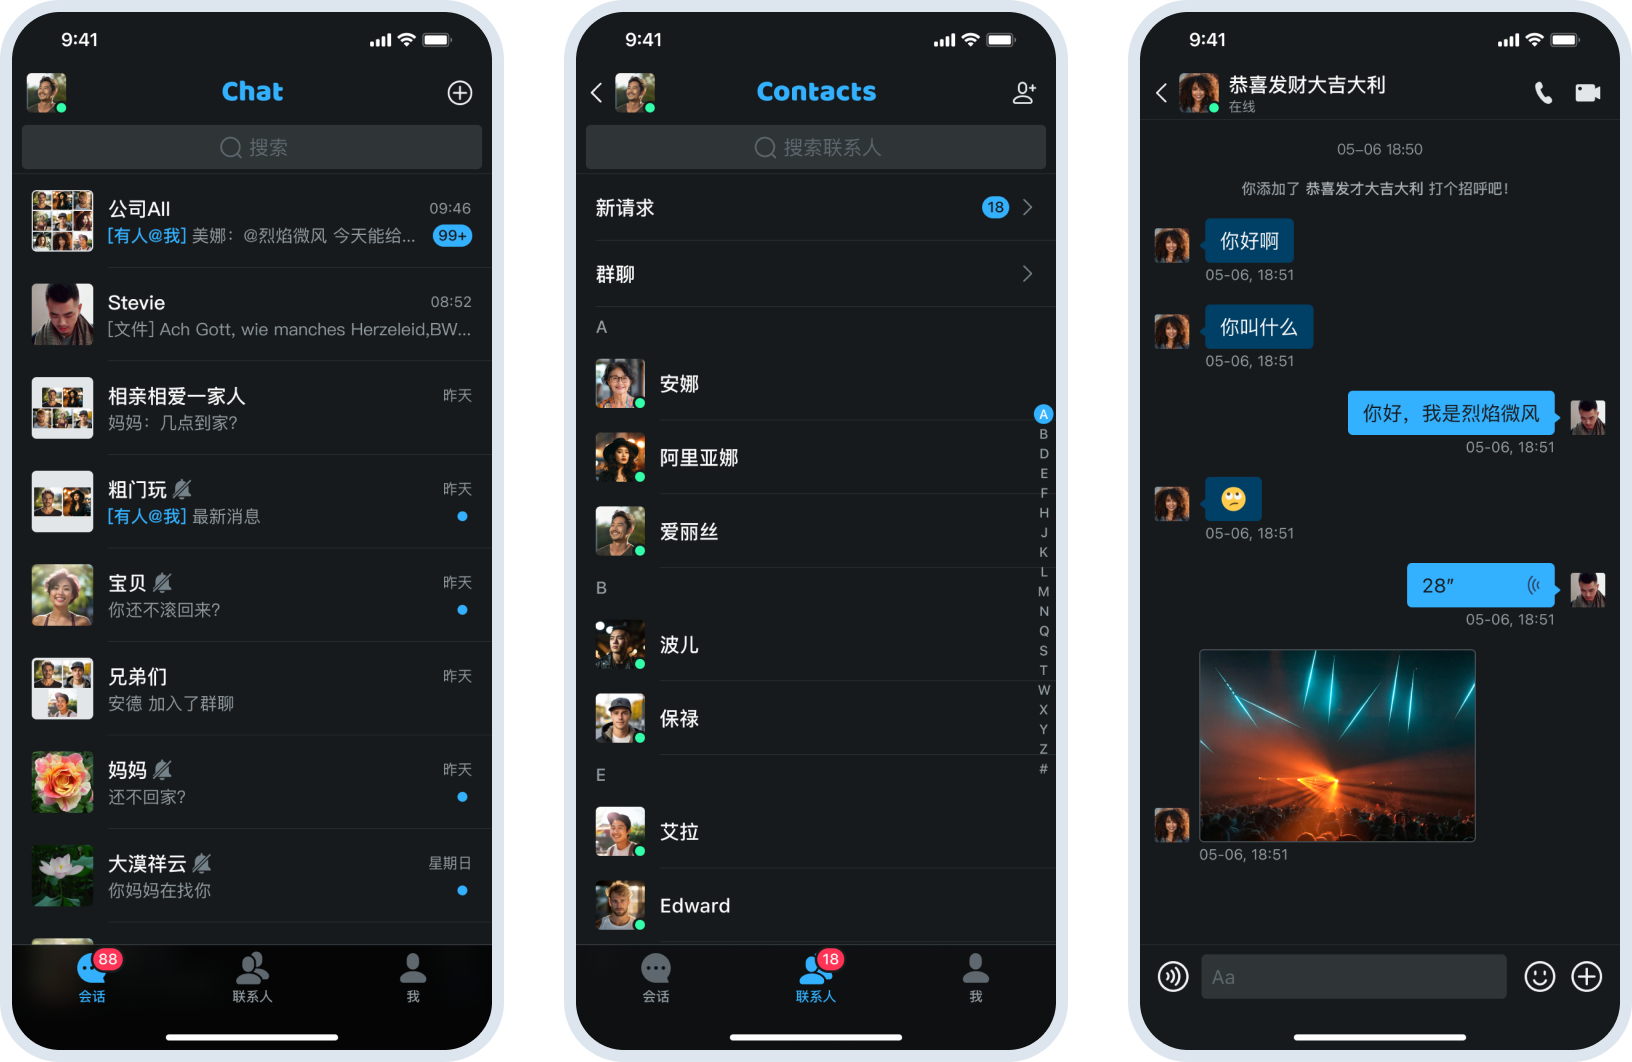 9:41
Chat
搜索
公司All 09:46
[有人@我] 美娜：@烈焰微风 今天能给... 99+
Stevie 08:52
[文件] Ach Gott, wie manches Herzeleid,BW...
相亲相爱一家人 昨天
妈妈：几点到家？
粗门玩 昨天
[有人@我] 最新消息
宝贝 昨天
你还不滚回来？
兄弟们 昨天
安德 加入了群聊
妈妈 昨天
还不回家？
大漠祥云 星期日
你妈妈在找你
88
会话 联系人 我
9:41
Contacts
搜索联系人
新请求 18
群聊
A
安娜
阿里亚娜
爱丽丝
B
波儿
保禄
E
艾拉
Edward
A
B
D
E
F
H
J
K
L
M
N
Q
S
T
W
X
Y
Z
#
18
会话 联系人 我
9:41
恭喜发财大吉大利
在线
05-06 18:50
你添加了 恭喜发才大吉大利 打个招呼吧！
你好啊
05-06, 18:51
你叫什么
05-06, 18:51
你好，我是烈焰微风
05-06, 18:51
05-06, 18:51
28″
05-06, 18:51
05-06, 18:51
Aa